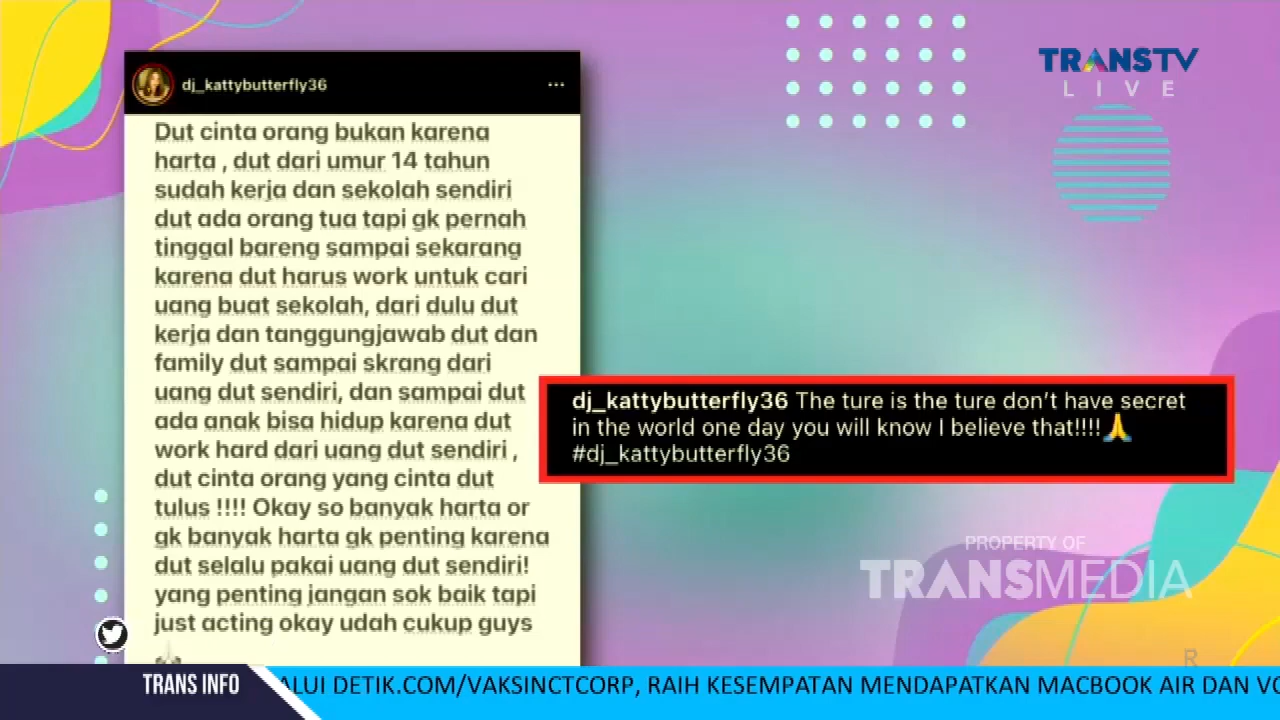 dj_kattybutterfly36
Dut cinta orang bukan karena
harta , dut dari umur 14 tahun
sudah kerja dan sekolah sendiri
dut ada orang tua tapi gk pernah
tinggal bareng sampai sekarang
karena dut harus work untuk cari
uang buat sekolah, dari dulu dut
kerja dan tanggungjawab dut dan
family dut sampai skrang dari
uang dut sendiri, dan sampai dut
ada anak bisa hidup karena dut
work hard dari uang dut sendiri ,
dut cinta orang yang cinta dut
tulus !!!! Okay so banyak harta or
gk banyak harta gk penting karena
dut selalu pakai uang dut sendiri!
yang penting jangan sok baik tapi
just acting okay udah cukup guys
TRANSTV
LIVE
dj_kattybutterfly36 The ture is the ture don't have secret
in the world one day you will know I believe that!!!!🙏
#dj_kattybutterfly36
PROPERTY OF
TRANSMEDIA
R
TRANS INFO
ALUI DETIK.COM/VAKSINCTCORP, RAIH KESEMPATAN MENDAPATKAN MACBOOK AIR DAN